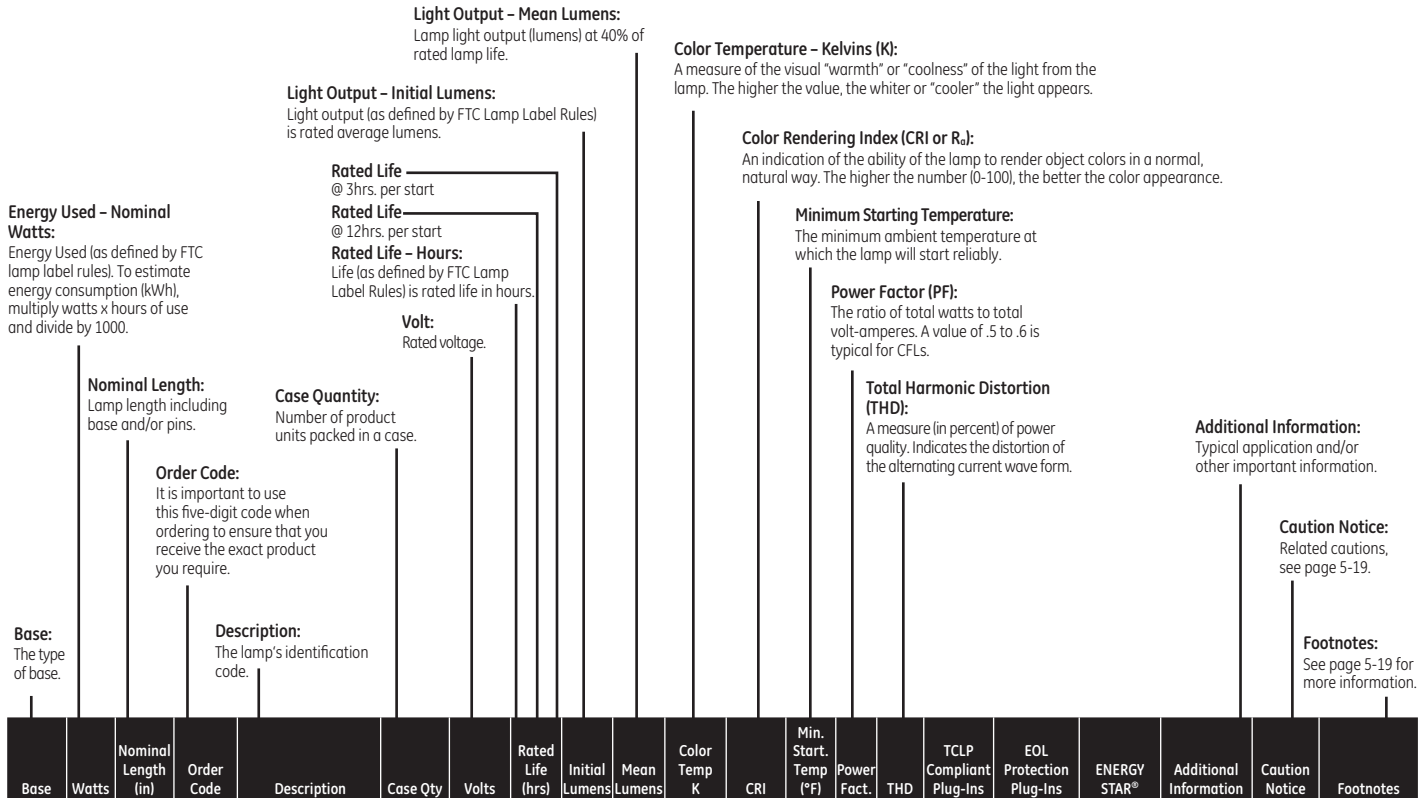 Light Output – Mean Lumens:
Lamp light output (lumens) at 40% of
rated lamp life.
Color Temperature – Kelvins (K):
A measure of the visual “warmth” or “coolness” of the light from the
lamp. The higher the value, the whiter or “cooler” the light appears.
Light Output – Initial Lumens:
Light output (as defined by FTC Lamp Label Rules)
is rated average lumens.
Color Rendering Index (CRI or Ra):
An indication of the ability of the lamp to render object colors in a normal,
natural way. The higher the number (0-100), the better the color appearance.
Rated Life
@ 3hrs. per start
Rated Life
@ 12hrs. per start
Rated Life – Hours:
Life (as defined by FTC Lamp
Label Rules) is rated life in hours.
Energy Used – Nominal
Watts:
Energy Used (as defined by FTC
lamp label rules). To estimate
energy consumption (kWh),
multiply watts x hours of use
and divide by 1000.
Minimum Starting Temperature:
The minimum ambient temperature at
which the lamp will start reliably.
Power Factor (PF):
The ratio of total watts to total
volt-amperes. A value of .5 to .6 is
typical for CFLs.
Volt:
Rated voltage.
Nominal Length:
Lamp length including
base and/or pins.
Case Quantity:
Number of product
units packed in a case.
Total Harmonic Distortion
(THD):
A measure (in percent) of power
quality. Indicates the distortion of
the alternating current wave form.
Additional Information:
Typical application and/or
other important information.
Order Code:
It is important to use
this five-digit code when
ordering to ensure that you
receive the exact product
you require.
Caution Notice:
Related cautions,
see page 5-19.
Base:
The type
of base.
Description:
The lamp's identification
code.
Footnotes:
See page 5-19 for
more information.
Base
Watts
Nominal
Length
(in)
Order
Code
Description
Case Qty
Volts
Rated
Life
(hrs)
Initial
Lumens
Mean
Lumens
Color
Temp
K
CRI
Min.
Start.
Temp
(°F)
Power
Fact.
THD
TCLP
Compliant
Plug-Ins
EOL
Protection
Plug-Ins
ENERGY
STAR®
Additional
Information
Caution
Notice
Footnotes